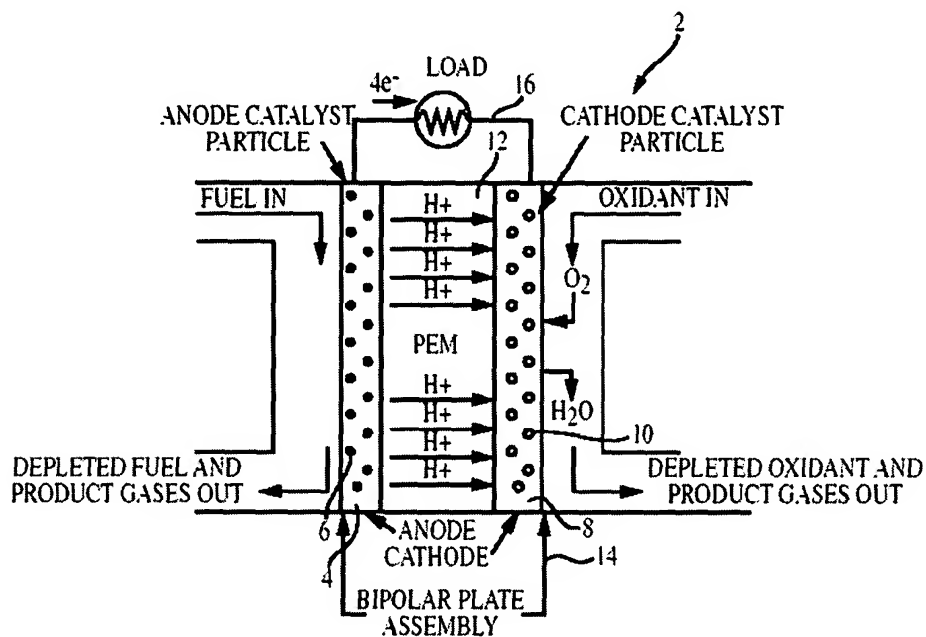 2
LOAD
4e-
16
ANODE CATALYST
PARTICLE
CATHODE CATALYST
PARTICLE
12
FUEL IN
OXIDANT IN
H+
H+
H+
H+
O2
PEM
H+
H+
H+
H+
H2O
10
DEPLETED FUEL AND
PRODUCT GASES OUT
DEPLETED OXIDANT AND
PRODUCT GASES OUT
6
4
ANODE
CATHODE
8
14
BIPOLAR PLATE
ASSEMBLY